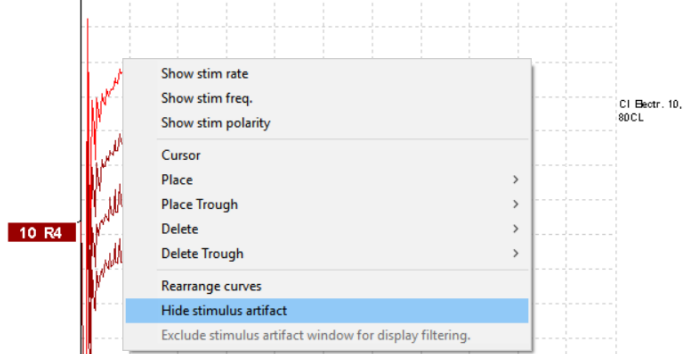 Show stim rate
Show stim freq.
Show stim polarity
CI Electr. 10,
80CL
Cursor
Place
Place Trough
Delete
10 R4
Delete Trough
Rearrange curves
Hide stimulus artifact
Exclude stimulus artifact window for display filtering.